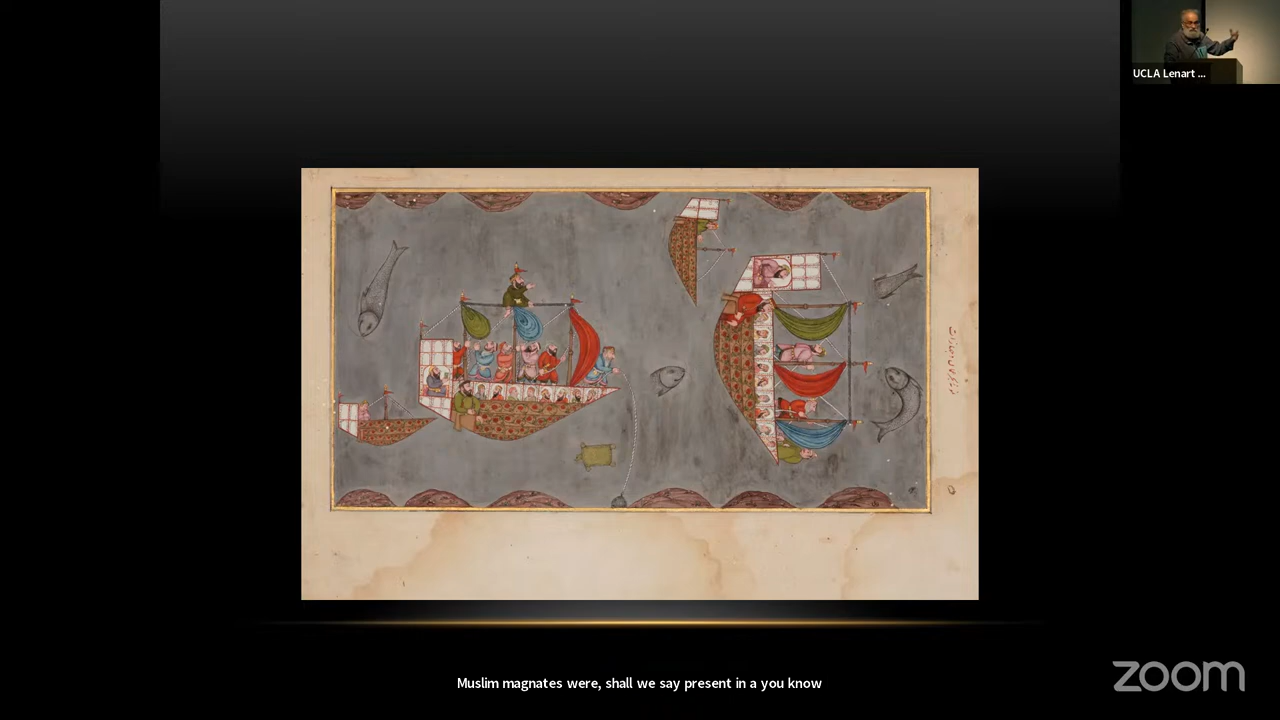 UCLA Lenart ...
Muslim magnates were, shall we say present in a you know
zoom